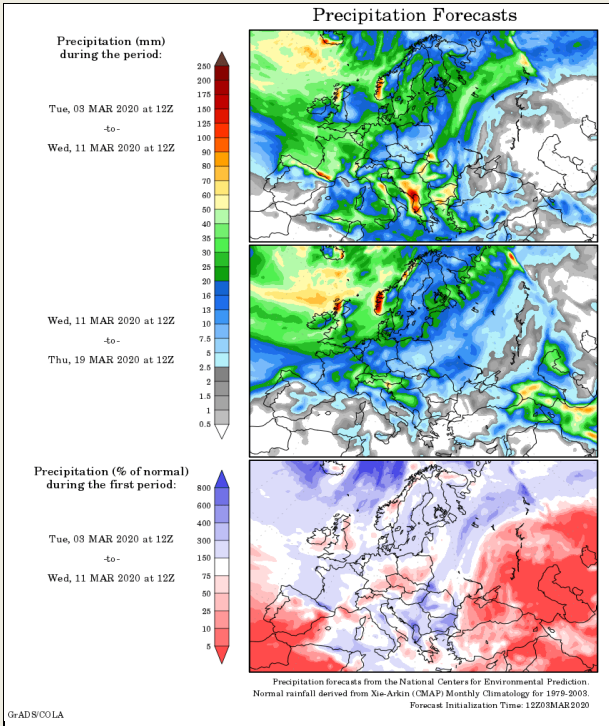 Precipitation Forecasts
Precipitation (mm)
during the period:
Tue, 03 MAR 2020 at 12Z
-to-
Wed, 11 MAR 2020 at 12Z
250
200
175
150
125
100
90
80
70
60
50
40
35
30
25
20
16
13
10
7.5
5
2.5
2
1.5
1
0.5
Wed, 11 MAR 2020 at 12Z
-to-
Thu, 19 MAR 2020 at 12Z
Precipitation (% of normal)
during the first period:
Tue, 03 MAR 2020 at 12Z
-to-
Wed, 11 MAR 2020 at 12Z
800
600
400
300
150
75
50
25
10
5
Precipitation forecasts from the National Centers for Environmental Prediction.
Normal rainfall derived from Xie-Arkin (CMAP) Monthly Climatology for 1979-2003.
Forecast Initialization Time: 12Z03MAR2020
GrADS/COLA